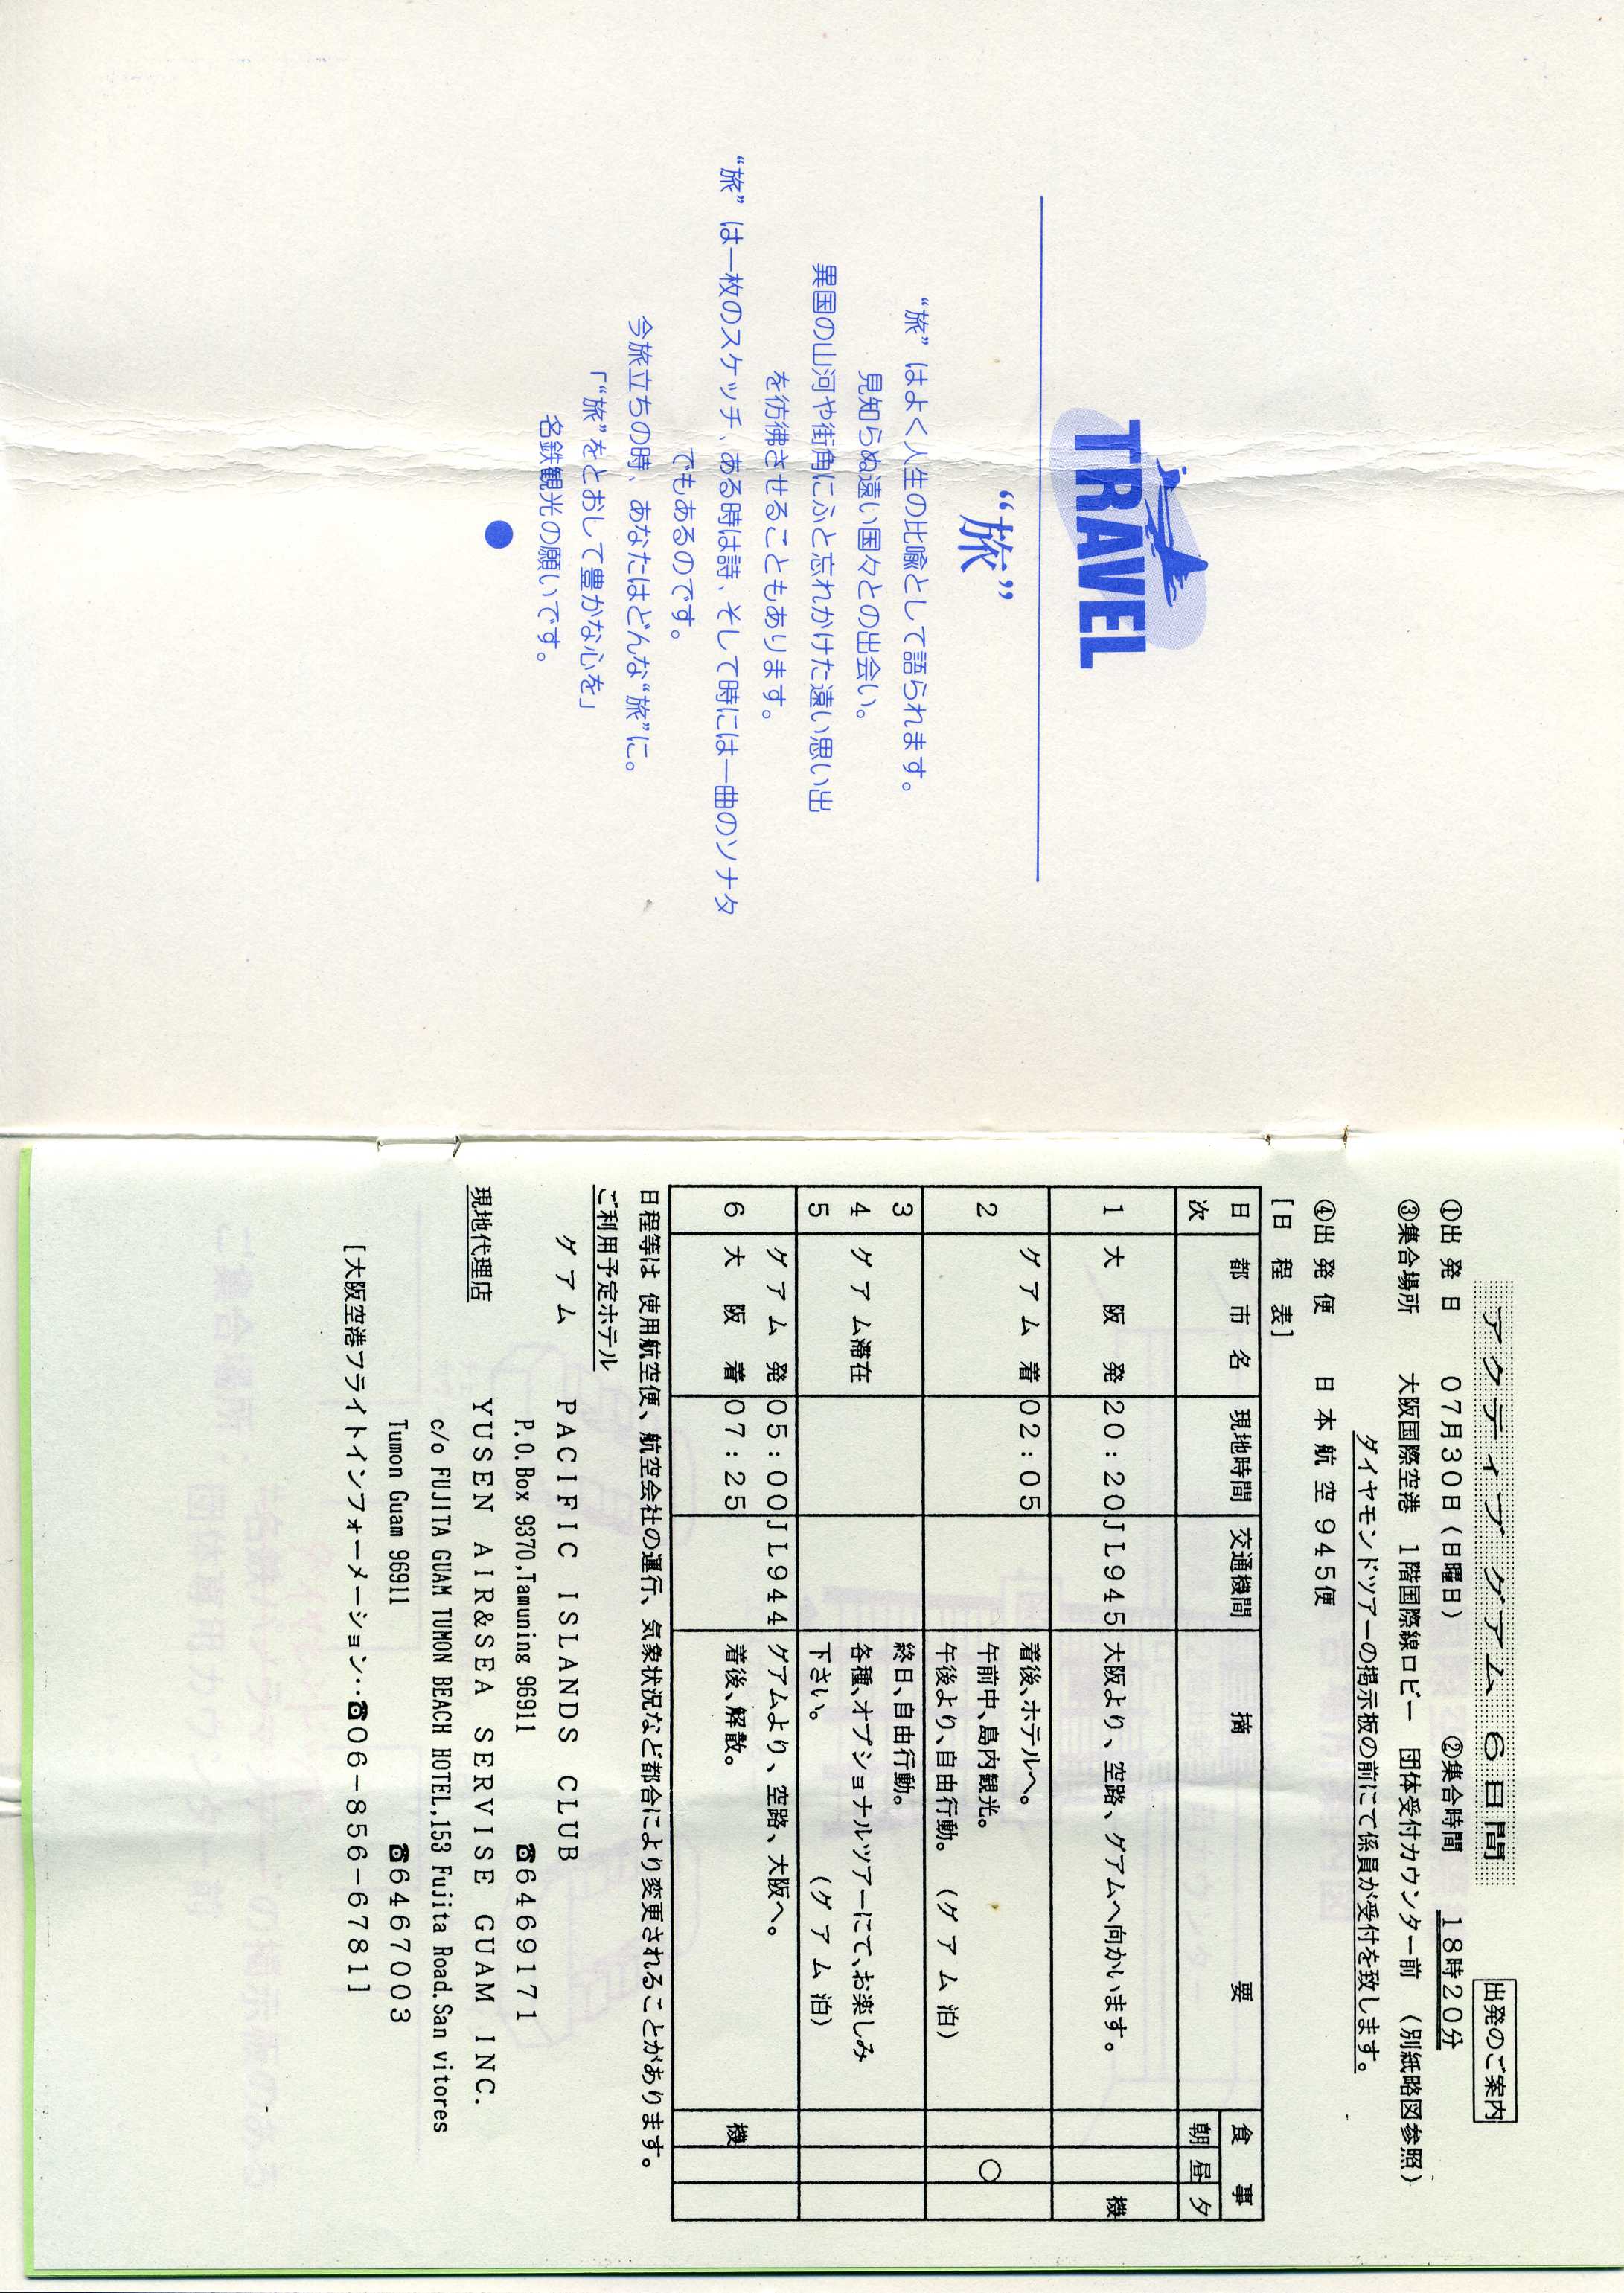 TRAVEL
“旅”
“旅” はよく人生の比喩として語られます。
見知らぬ遠い国々との出会い。
異国の山河や街角にふと忘れかけた遠い思い出
を彷彿させることもあります。
“旅” は一枚のスケッチ、ある時は詩、そして時には一曲のソナタ
でもあるのです。
今旅立ちの時、あなたはどんな“旅”に。
「“旅”をとおして豊かな心を」
名鉄観光の願いです。
出発のご案内
アクティブ グアム 6日間
①出 発 日 07月30日(日曜日) ②集合時間 18時20分
③集合場所 大阪国際空港 1階国際線ロビー 団体受付カウンター前 (別紙略図参照)
ダイヤモンドツアーの掲示板の前にて係員が受付を致します。
④出 発 便 日 本 航 空 945便
[日 程 表]
日次 都 市 名 現地時間 交通機関 摘 要 食 事
朝 昼 夕
1 大 阪 発 20:20 JL945 大阪より、空路、グアムへ向かいます。 機
2 グ ア ム 着 02:05 着後、ホテルへ。
午前中、島内観光。 ○
午後より、自由行動。 (グ ア ム 泊)
3 終日、自由行動。
4 グ ア ム滞在 各種、オプショナルツアーにて、お楽しみ
5 下さい。 (グ ア ム 泊)
6 グ ア ム 発 05:00 JL944 グアムより、空路、大阪へ。
大 阪 着 07:25 着後、解散。 機
日程等は 使用航空便、航空会社の運行、気象状況など都合により変更されることがあります。
ご利用予定ホテル
グ ア ム PACIFIC ISLANDS CLUB
P.O.Box 9370,Tamuning 96911 ☎6469171
現地代理店 YUSEN AIR&SEA SERVISE GUAM INC.
c/o FUJITA GUAM TUMON BEACH HOTEL,153 Fujita Road.San vitores
Tumon Guam 96911 ☎6467003
[大阪空港フライトインフォーメーション‥☎06-856-6781]